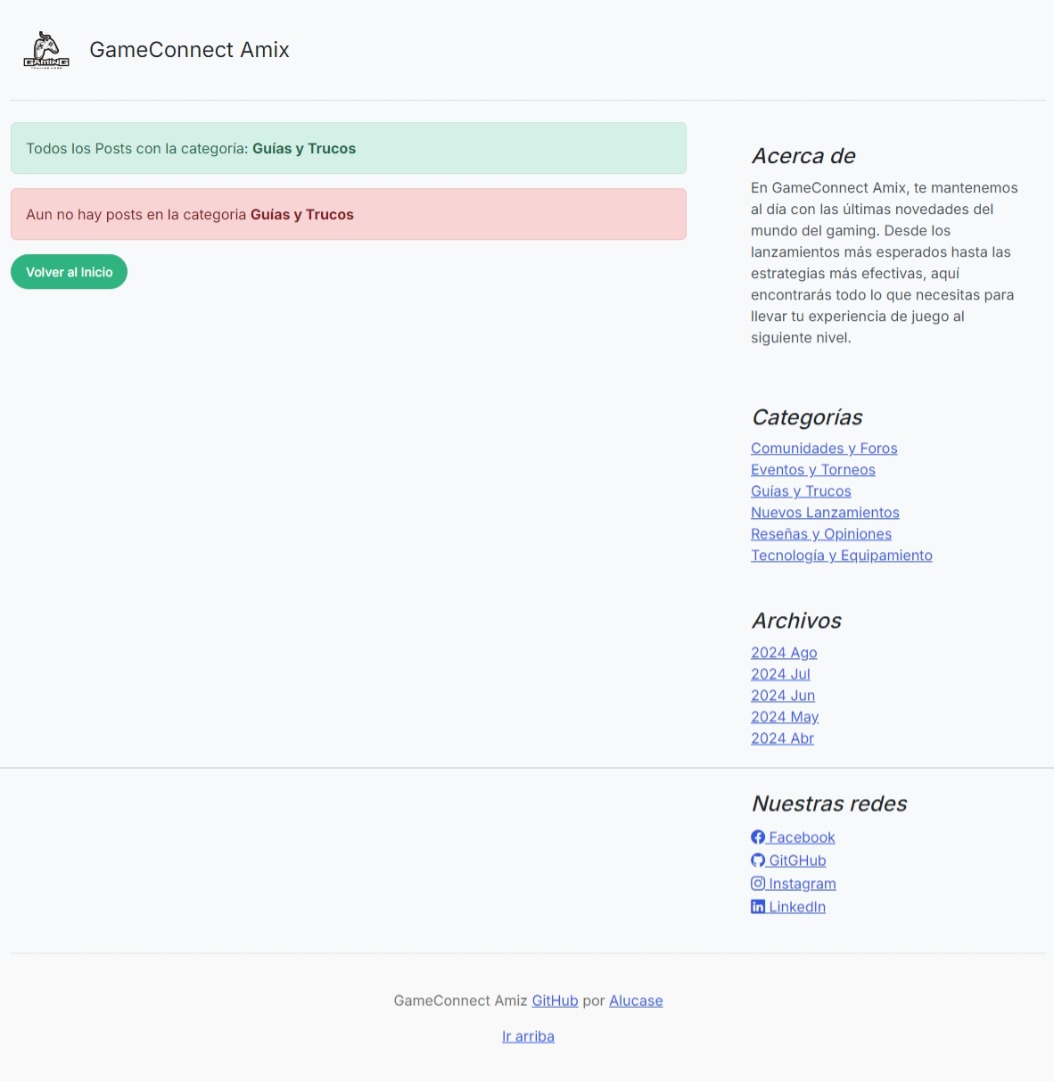 GAMING
GameConnect Amix
Todos los Posts con la categoría: Guías y Trucos
Aun no hay posts en la categoria Guías y Trucos
Volver al Inicio
Acerca de
En GameConnect Amix, te mantenemos
al día con las últimas novedades del
mundo del gaming. Desde los
lanzamientos más esperados hasta las
estrategias más efectivas, aquí
encontrarás todo lo que necesitas para
llevar tu experiencia de juego al
siguiente nivel.
Categorías
Comunidades y Foros
Eventos y Torneos
Guías y Trucos
Nuevos Lanzamientos
Reseñas y Opiniones
Tecnología y Equipamiento
Archivos
2024 Ago
2024 Jul
2024 Jun
2024 May
2024 Abr
Nuestras redes
Facebook
GitGHub
Instagram
LinkedIn
GameConnect Amiz GitHub por Alucase
Ir arriba